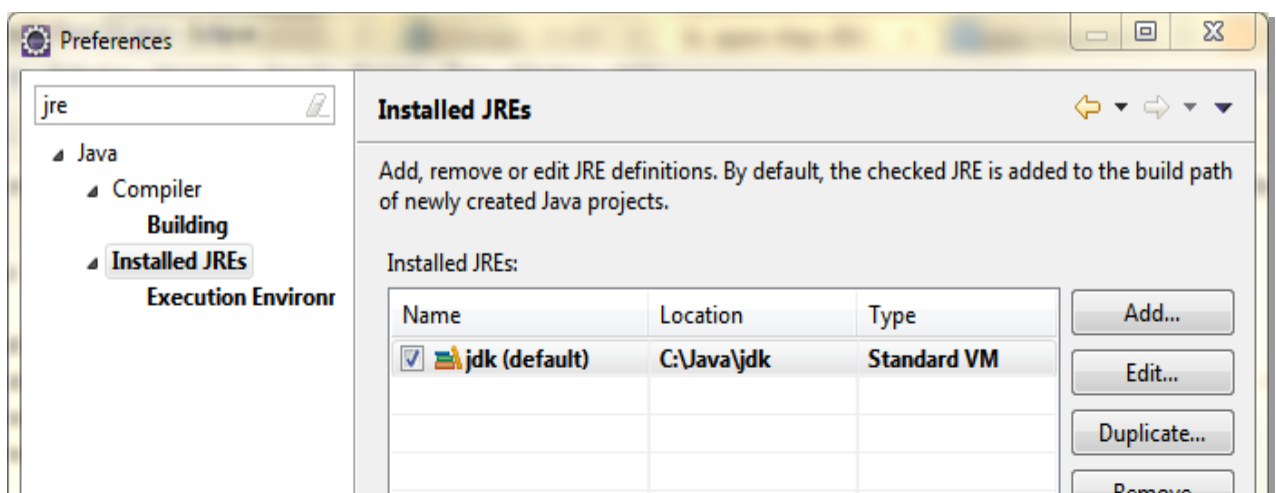 Preferences
jre
Installed JREs
Java
Compiler
Building
Installed JREs
Execution Environr
Add, remove or edit JRE definitions. By default, the checked JRE is added to the build path
of newly created Java projects.
Installed JREs:
Name Location Type
jdk (default) C:\Java\jdk Standard VM
Add...
Edit...
Duplicate...
Remove